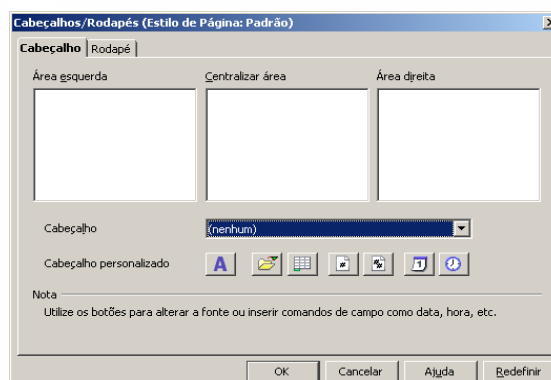 Cabeçalhos/Rodapés (Estilo de Página: Padrão)
Cabeçalho Rodapé
Área esquerda Centralizar área Área direita
Cabeçalho (nenhum)
Cabeçalho personalizado A
Nota
Utilize os botões para alterar a fonte ou inserir comandos de campo como data, hora, etc.
OK Cancelar Ajuda Redefinir